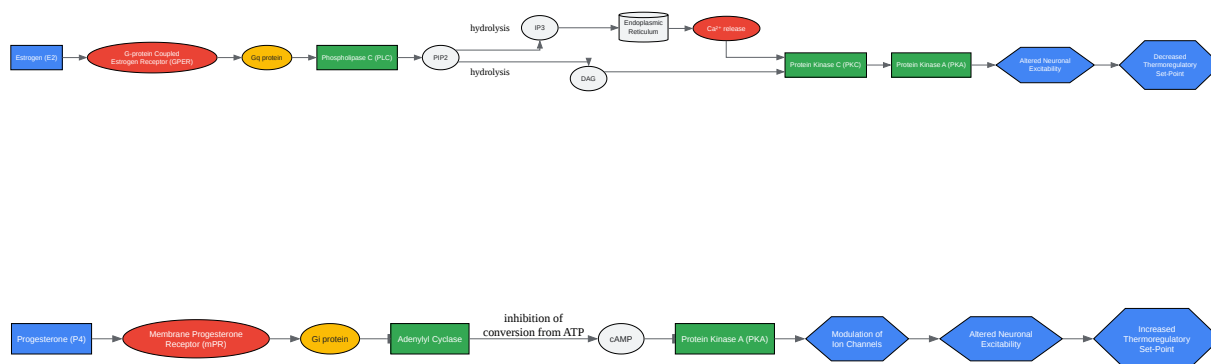 hydrolysis
IP3
Endoplasmic
Reticulum
Ca²⁺ release
Estrogen (E2)
G-protein Coupled
Estrogen Receptor (GPER)
Gq protein
Phospholipase C (PLC)
PiP2
hydrolysis
DAG
Protein Kinase C (PKC)
Protein Kinase A (PKA)
Altered Neuronal
Excitability
Decreased
Thermoregulatory
Set-Point
Progesterone (P4)
Membrane Progesterone
Receptor (mPR)
Gi protein
Adenylyl Cyclase
inhibition of
conversion from ATP
cAMP
Protein Kinase A (PKA)
Modulation of
Ion Channels
Altered Neuronal
Excitability
Increased
Thermoregulatory
Set-Point